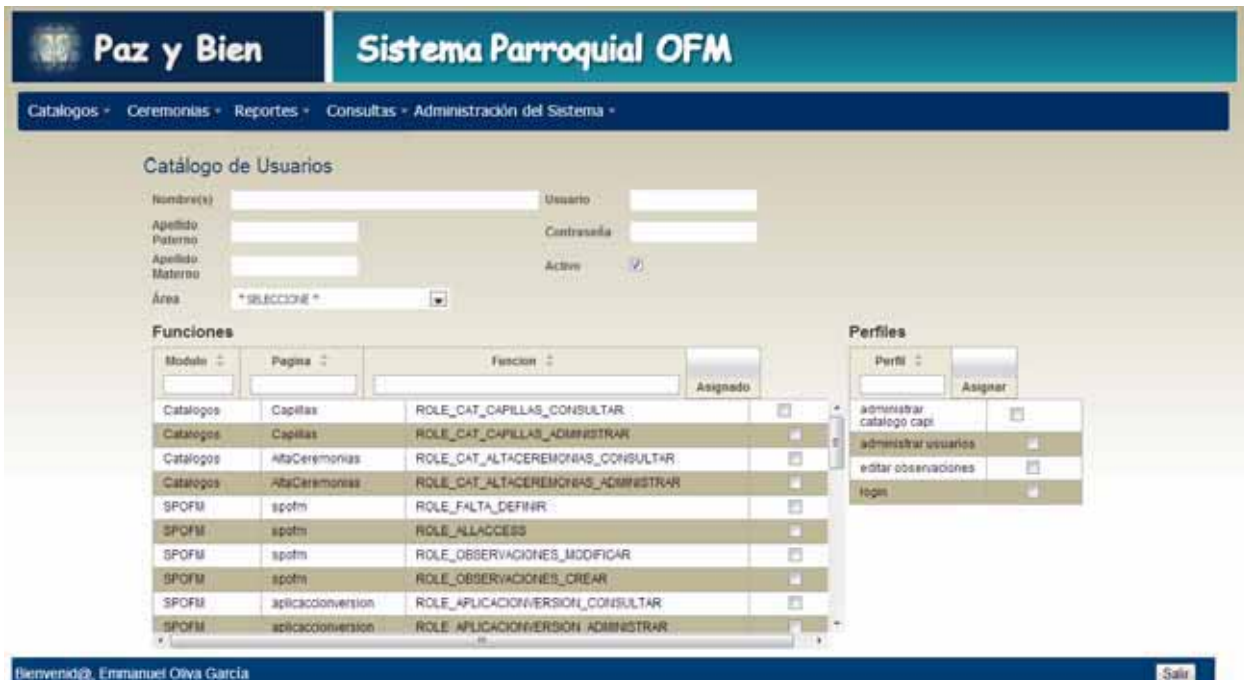 Paz y Bien
Sistema Parroquial OFM
Catalogos Ceremonias Reportes Consultas Administración del Sistema
Catálogo de Usuarios
Nombre(s) Usuario
Apellido Paterno Contraseña
Apellido Materno Activo
Área * SELECCIONE *
Funciones Perfiles
Modulo Pagina Funcion Asignado Perfil Asignar
Catalogos Capillas ROLE_CAT_CAPILLAS_CONSULTAR
Catalogos Capillas ROLE_CAT_CAPILLAS_ADMINISTRAR
Catalogos AltaCeremonias ROLE_CAT_ALTACEREMONIAS_CONSULTAR
Catalogos AltaCeremonias ROLE_CAT_ALTACEREMONIAS_ADMINISTRAR
SPOFM spofm ROLE_FALTA_DEFINIR
SPOFM spofm ROLE_ALLACCESS
SPOFM spofm ROLE_OBSERVACIONES_MODIFICAR
SPOFM spofm ROLE_OBSERVACIONES_CREAR
SPOFM aplicaccionversion ROLE_APLICACIONVERSION_CONSULTAR
SPOFM aplicaccionversion ROLE_APLICACIONVERSION_ADMINISTRAR
administrar catalogo capi
administrar usuarios
editar observaciones
login
Bienvenid@, Emmanuel Oliva García Salir